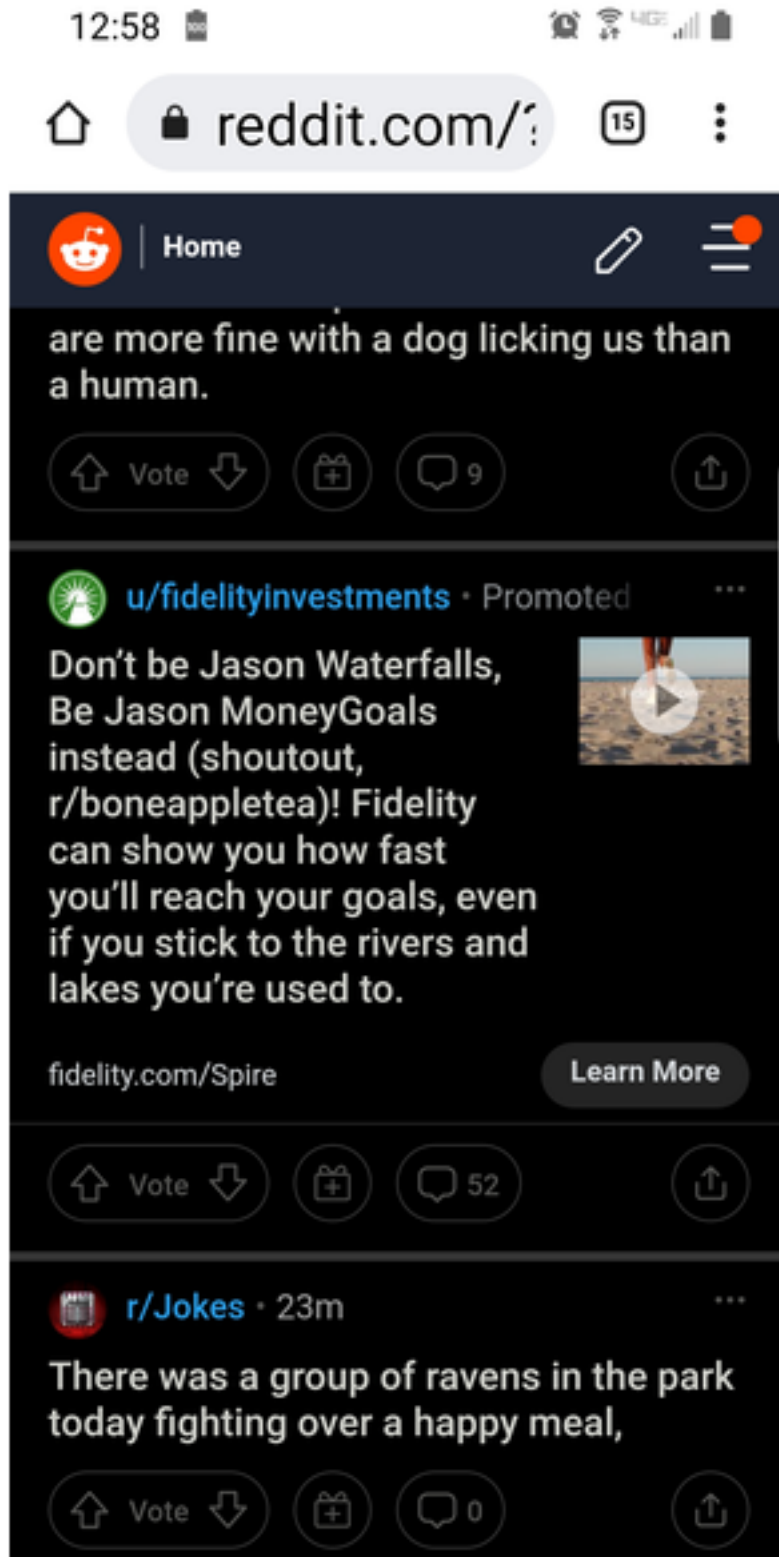 12:58
reddit.com/
15
Home
are more fine with a dog licking us than
a human.
Vote
9
u/fidelityinvestments · Promoted
Don't be Jason Waterfalls,
Be Jason MoneyGoals
instead (shoutout,
r/boneappletea)! Fidelity
can show you how fast
you'll reach your goals, even
if you stick to the rivers and
lakes you're used to.
fidelity.com/Spire
Learn More
Vote
52
r/Jokes · 23m
There was a group of ravens in the park
today fighting over a happy meal,
Vote
0